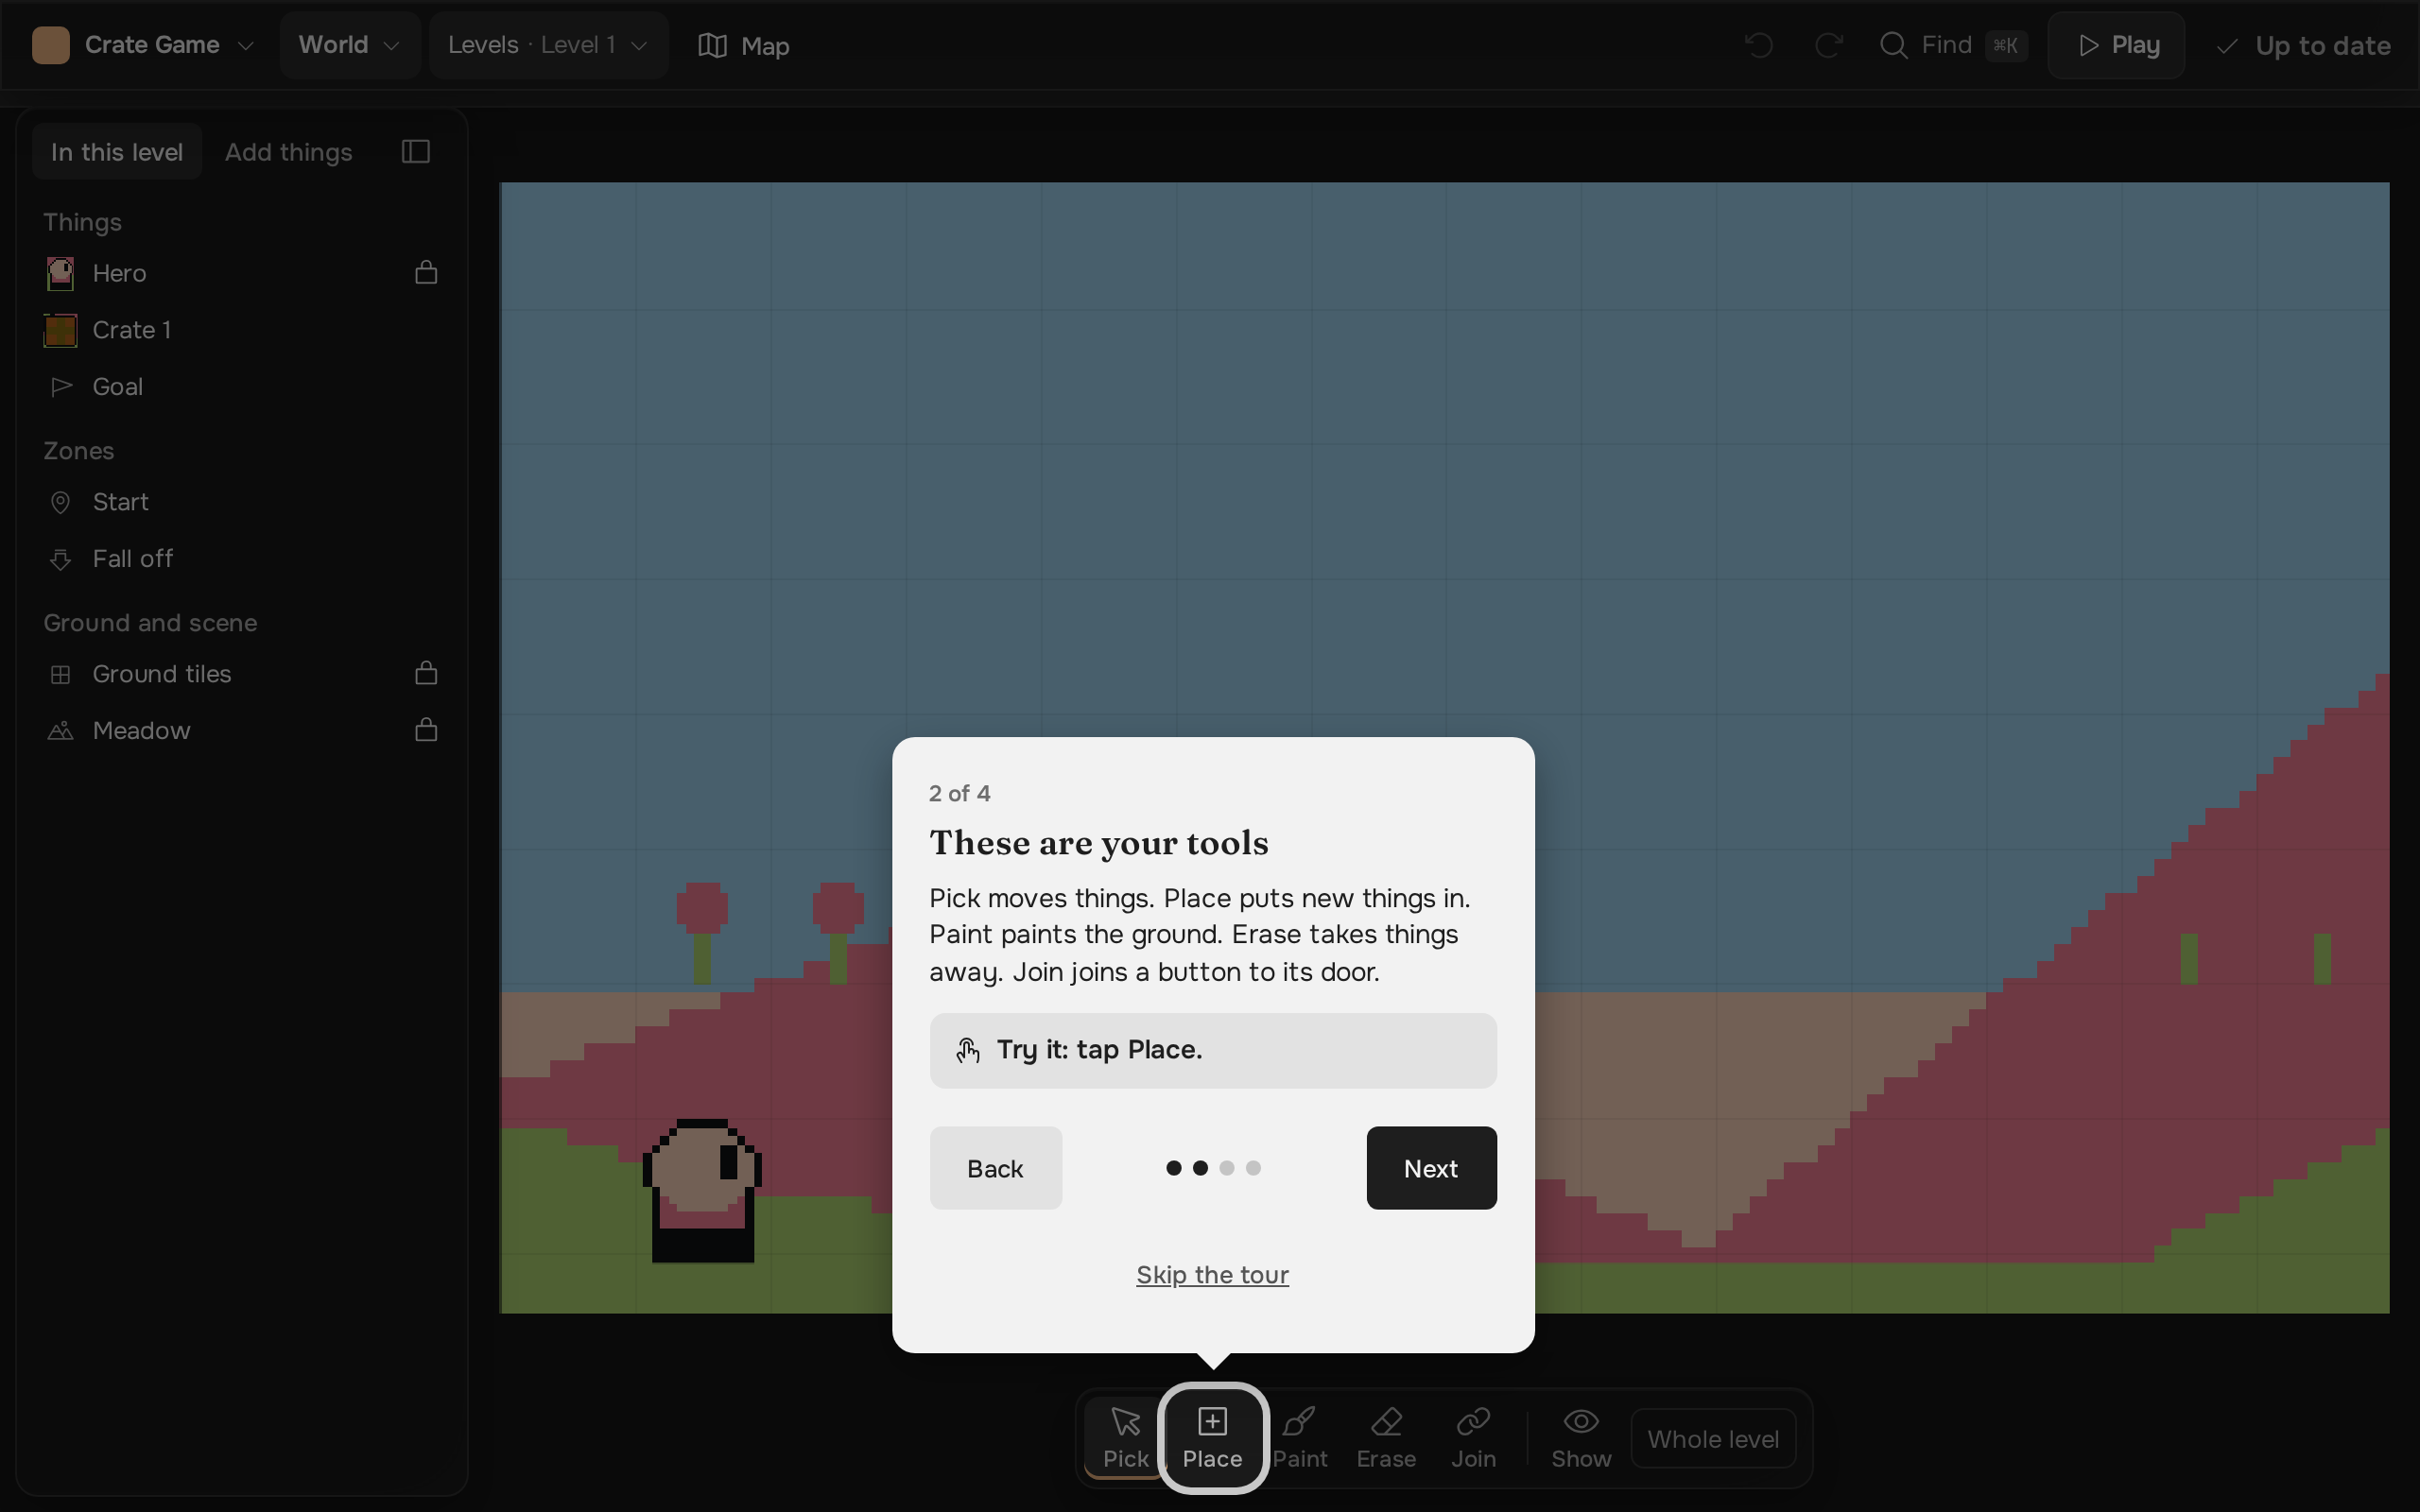 Crate Game
World
Levels · Level 1
Map
Find ⌘K
Play
Up to date
In this level
Add things
Things
Hero
Crate 1
Goal
Zones
Start
Fall off
Ground and scene
Ground tiles
Meadow
2 of 4
These are your tools
Pick moves things. Place puts new things in.
Paint paints the ground. Erase takes things
away. Join joins a button to its door.
Try it: tap Place.
Back
Next
Skip the tour
Pick
Place
Paint
Erase
Join
Show
Whole level